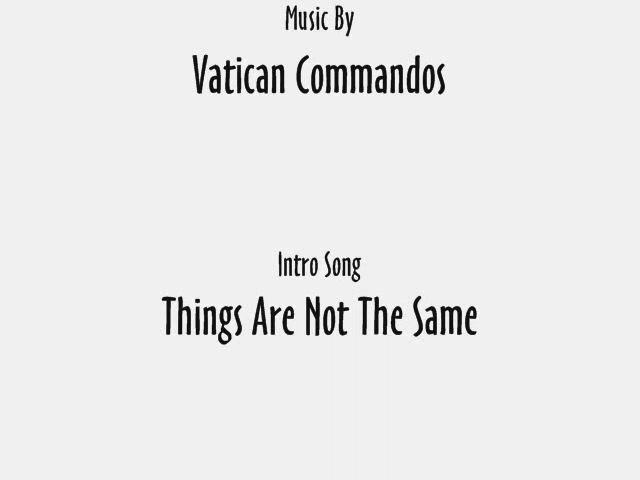 Music By
Vatican Commandos
Intro Song
Things Are Not The Same